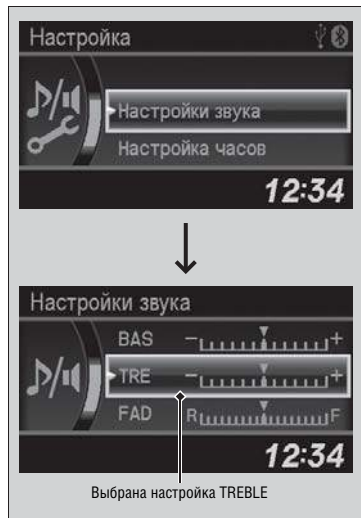 Настройка
Настройки звука
Настройка часов
12:34
Настройки звука
BAS − +
TRE − +
FAD R F
12:34
Выбрана настройка TREBLE